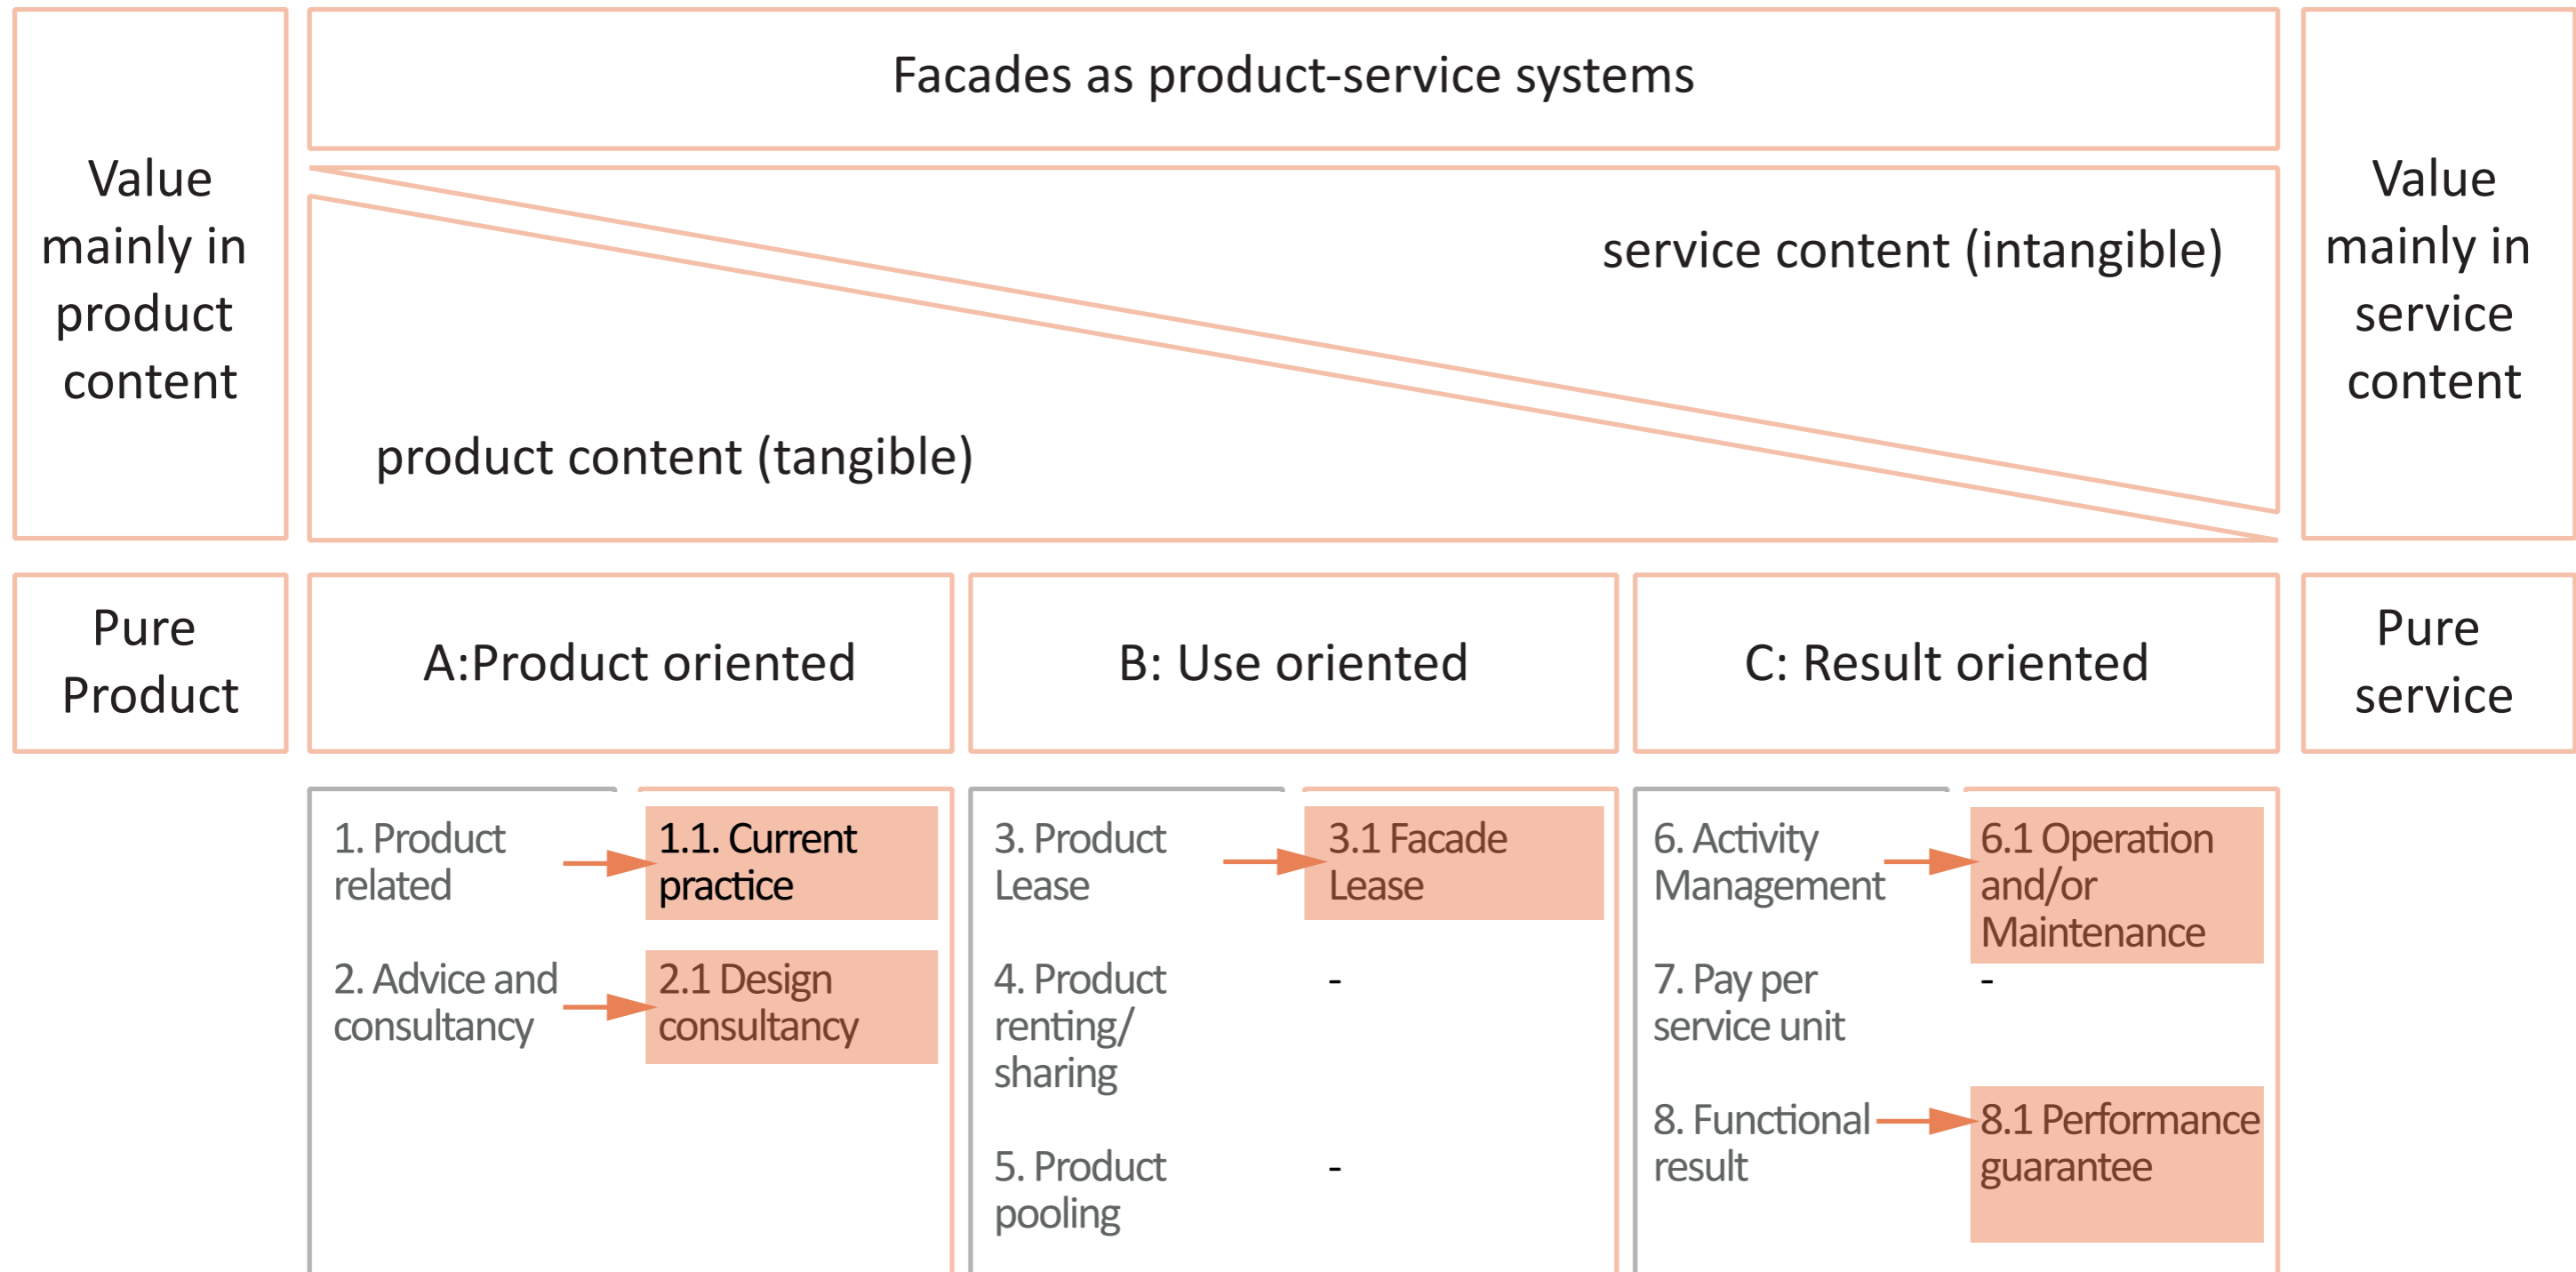 Value
mainly in
product
content
Facades as product-service systems
service content (intangible)
product content (tangible)
Value
mainly in
service
content
Pure
Product
A:Product oriented
B: Use oriented
C: Result oriented
Pure
service
1. Product
related
1.1. Current
practice
2. Advice and
consultancy
2.1 Design
consultancy
3. Product
Lease
3.1 Facade
Lease
4. Product
renting/
sharing
-
5. Product
pooling
-
6. Activity
Management
6.1 Operation
and/or
Maintenance
7. Pay per
service unit
-
8. Functional
result
8.1 Performance
guarantee